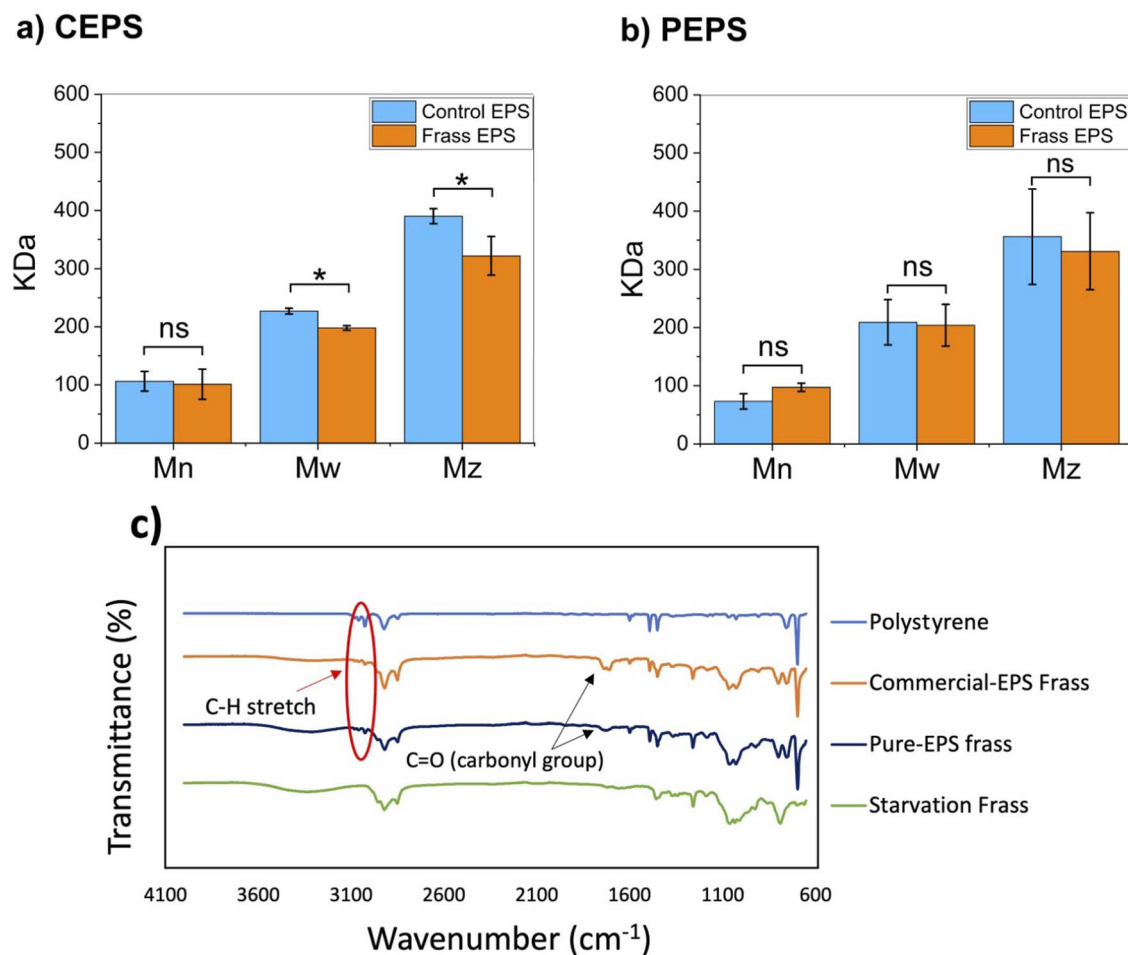 a) CEPS
600
500
400
300
200
100
0
KDa
Control EPS
Frass EPS
ns
*
*
Mn
Mw
Mz
b) PEPS
600
500
400
300
200
100
0
KDa
Control EPS
Frass EPS
ns
ns
ns
Mn
Mw
Mz
c)
Transmittance (%)
C-H stretch
C=O (carbonyl group)
Polystyrene
Commercial-EPS Frass
Pure-EPS frass
Starvation Frass
4100 3600 3100 2600 2100 1600 1100 600
Wavenumber (cm⁻¹)